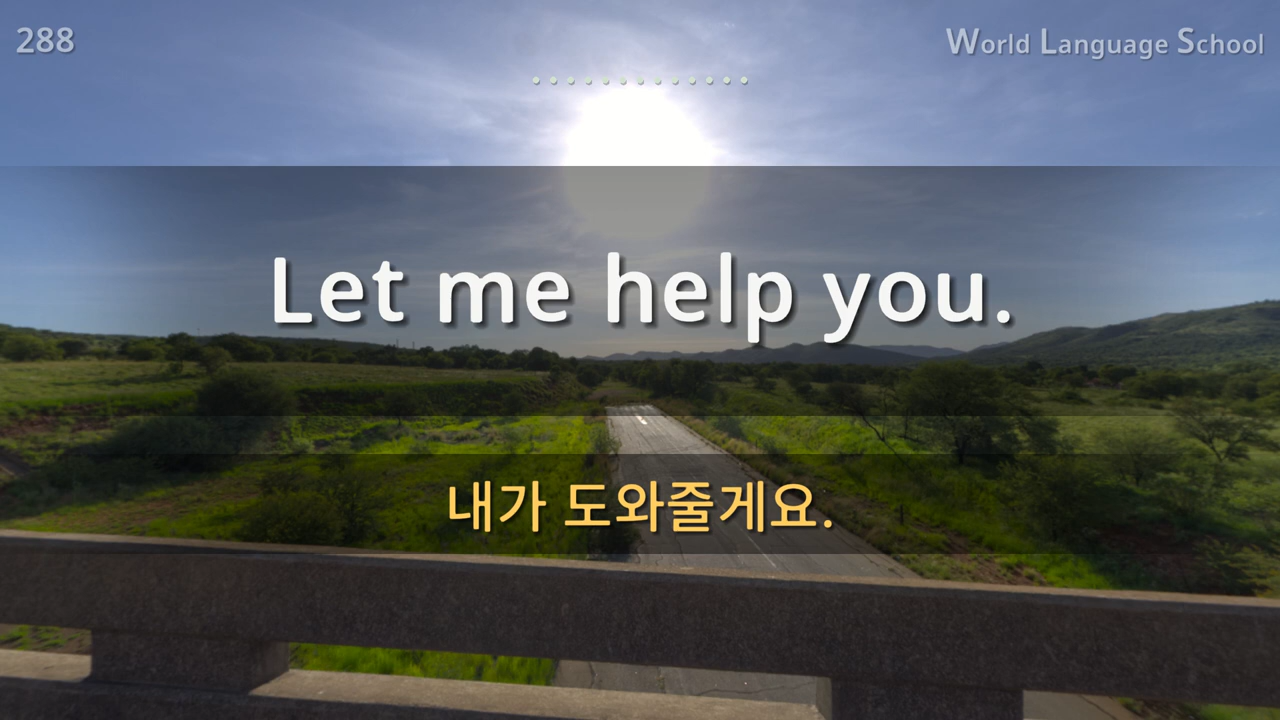 288
World Language School
Let me help you.
내가 도와줄게요.